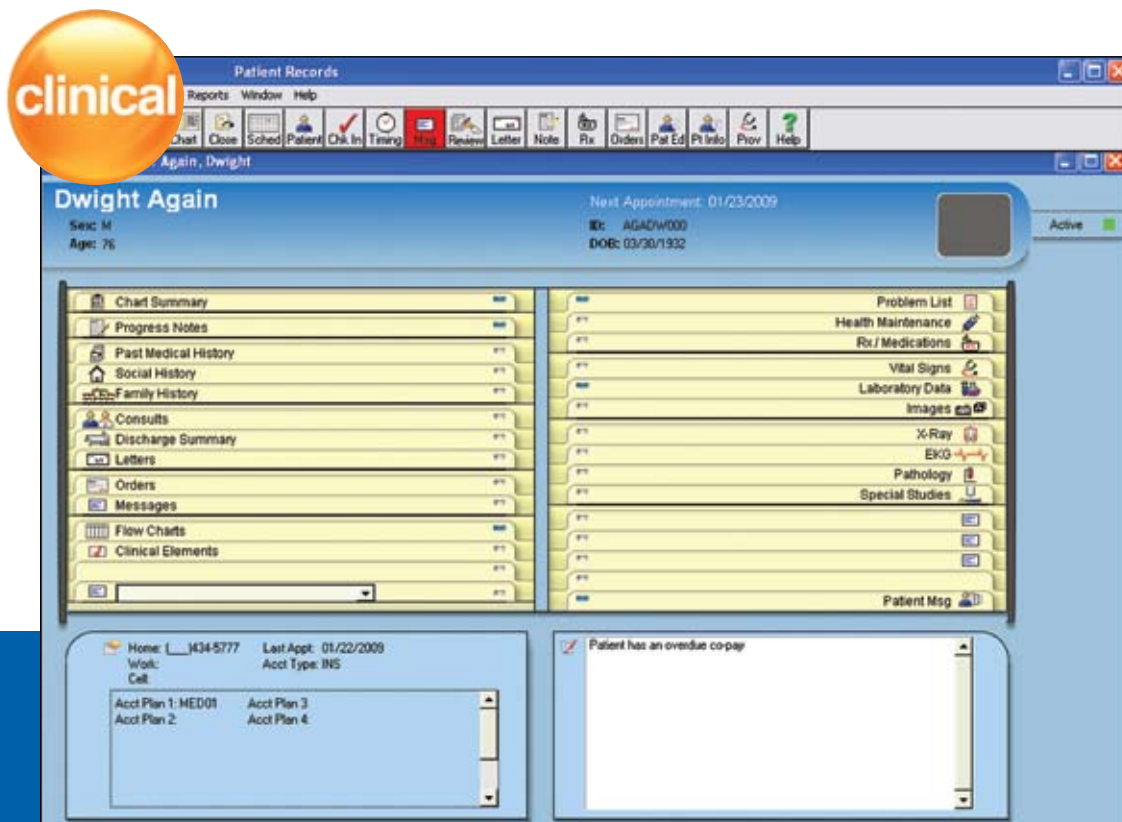 clinical
Patient Records
Reports Window Help
Chart Close Sched Patient Chk In Timing Msg Review Letter Note Rx Orders Pat Ed Pt Info Prov Help
Again, Dwight
Dwight Again
Next Appointment: 01/23/2009
Sex: M
ID: AGADW000
Active
Age: 76
DOB: 03/30/1932
Chart Summary
Progress Notes
Past Medical History
Social History
Family History
Consults
Discharge Summary
Letters
Orders
Messages
Flow Charts
Clinical Elements
Problem List
Health Maintenance
Rx / Medications
Vital Signs
Laboratory Data
Images
X-Ray
EKG
Pathology
Special Studies
Patient Msg
Home: (___)434-5777 Last Appt: 01/22/2009
Work: Acct Type: INS
Cell:
Acct Plan 1: MED01 Acct Plan 3:
Acct Plan 2: Acct Plan 4:
Patient has an overdue co-pay